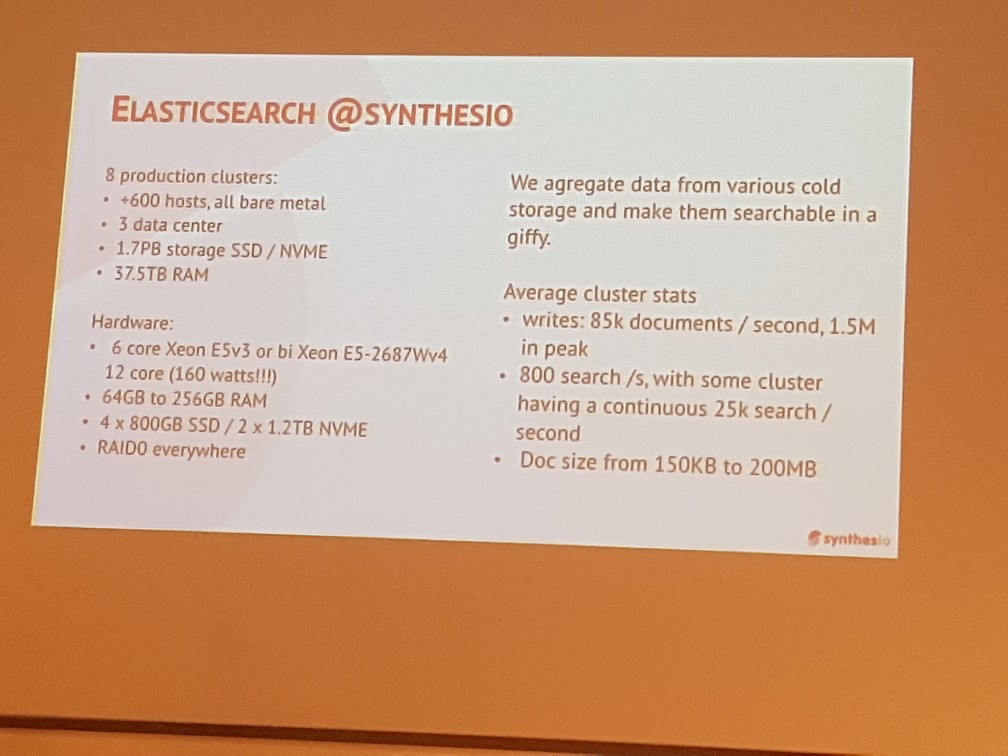 ELASTICSEARCH @SYNTHESIO
8 production clusters:
• +600 hosts, all bare metal
• 3 data center
• 1.7PB storage SSD / NVME
• 37.5TB RAM
Hardware:
• 6 core Xeon E5v3 or bi Xeon E5-2687Wv4
12 core (160 watts!!!)
• 64GB to 256GB RAM
• 4 x 800GB SSD / 2 x 1.2TB NVME
• RAID0 everywhere
We agregate data from various cold
storage and make them searchable in a
giffy.
Average cluster stats
• writes: 85k documents / second, 1.5M
in peak
• 800 search /s, with some cluster
having a continuous 25k search /
second
• Doc size from 150KB to 200MB
synthesio